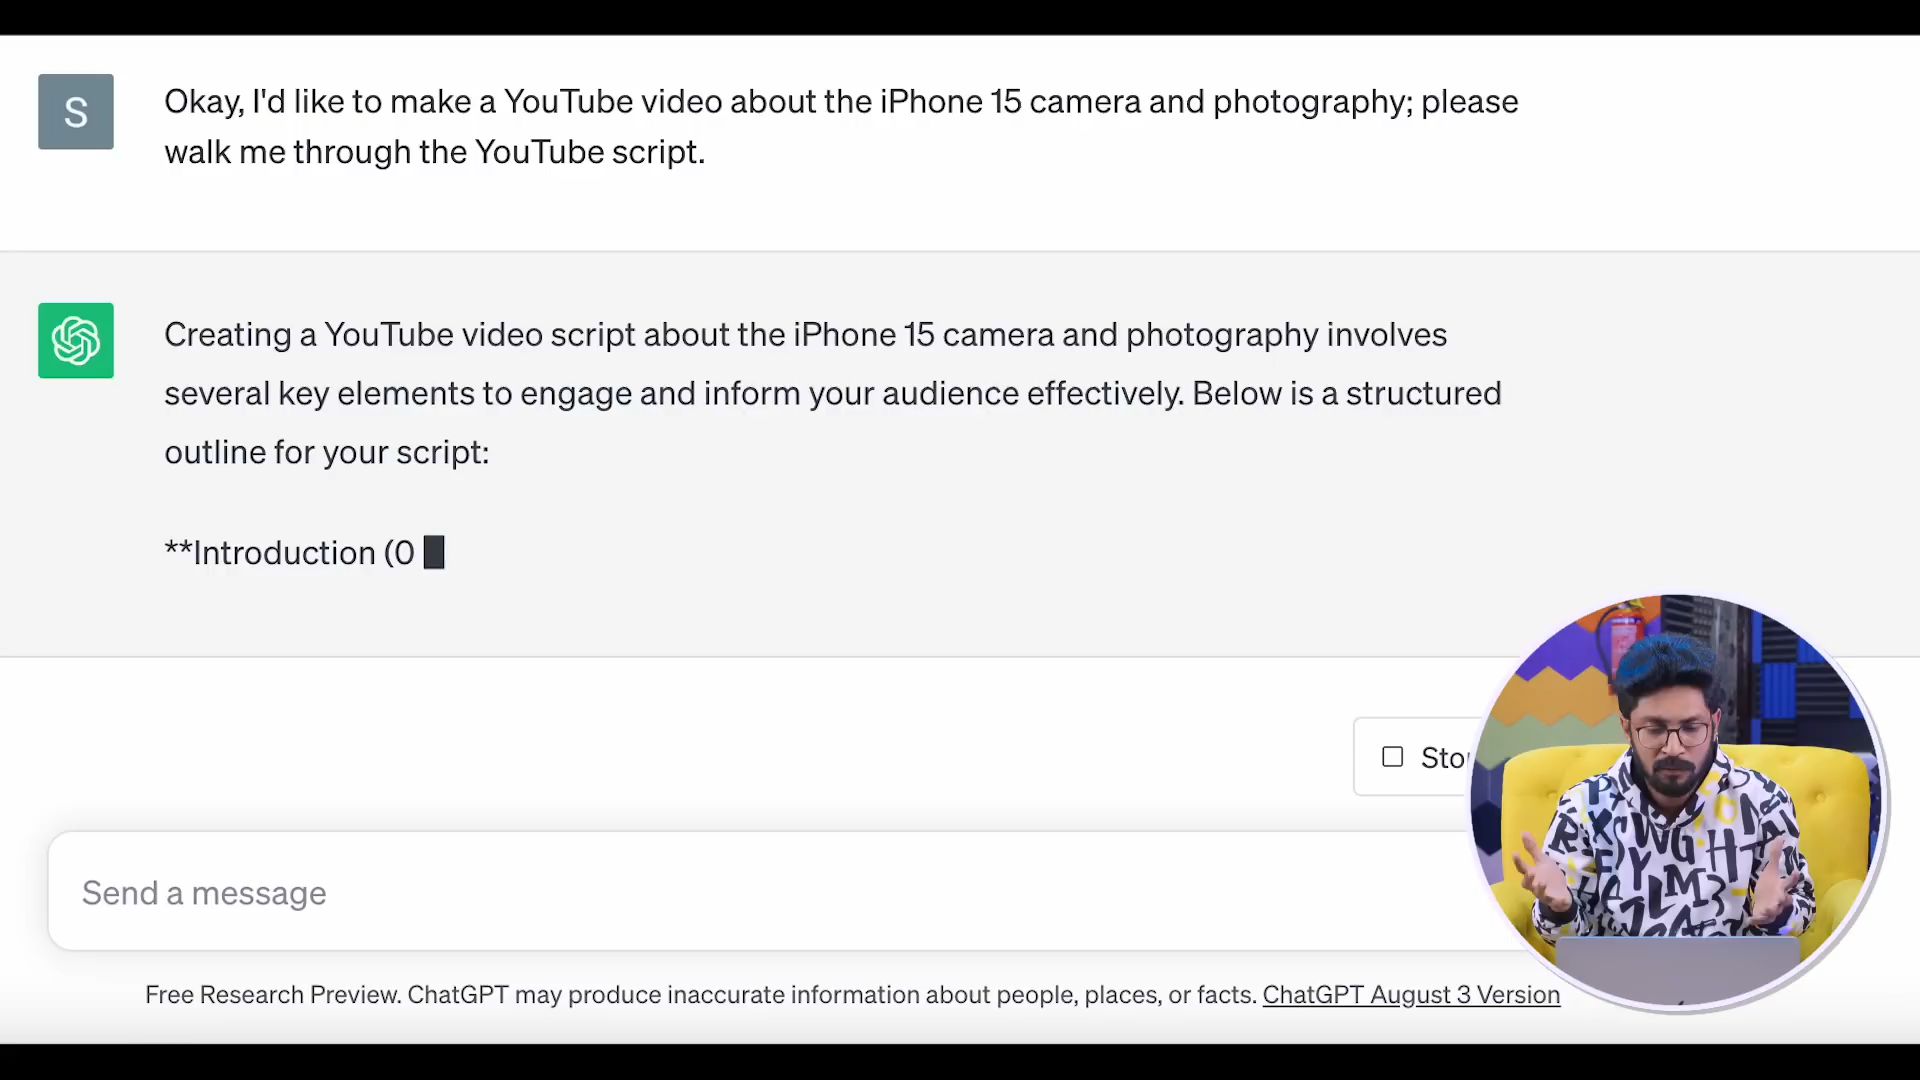 S
Okay, I'd like to make a YouTube video about the iPhone 15 camera and photography; please
walk me through the YouTube script.
Creating a YouTube video script about the iPhone 15 camera and photography involves
several key elements to engage and inform your audience effectively. Below is a structured
outline for your script:
**Introduction (0
Send a message
Free Research Preview. ChatGPT may produce inaccurate information about people, places, or facts. ChatGPT August 3 Version